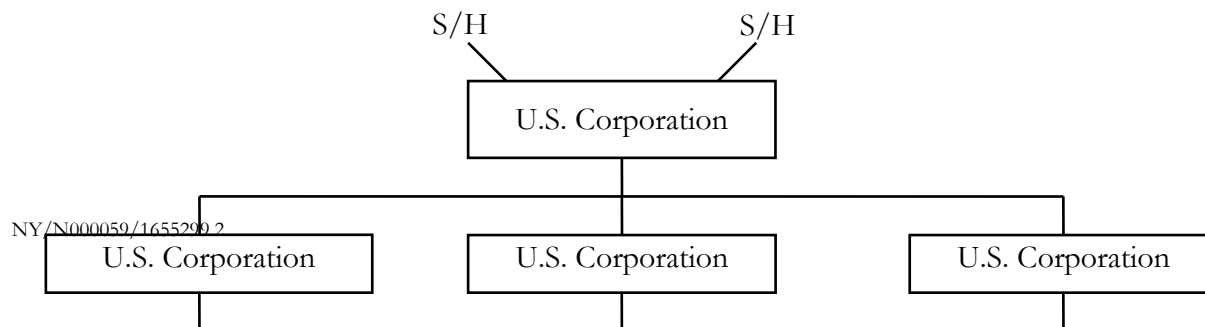 S/H S/H
U.S. Corporation
NY/N000059/1655299.2
U.S. Corporation U.S. Corporation U.S. Corporation